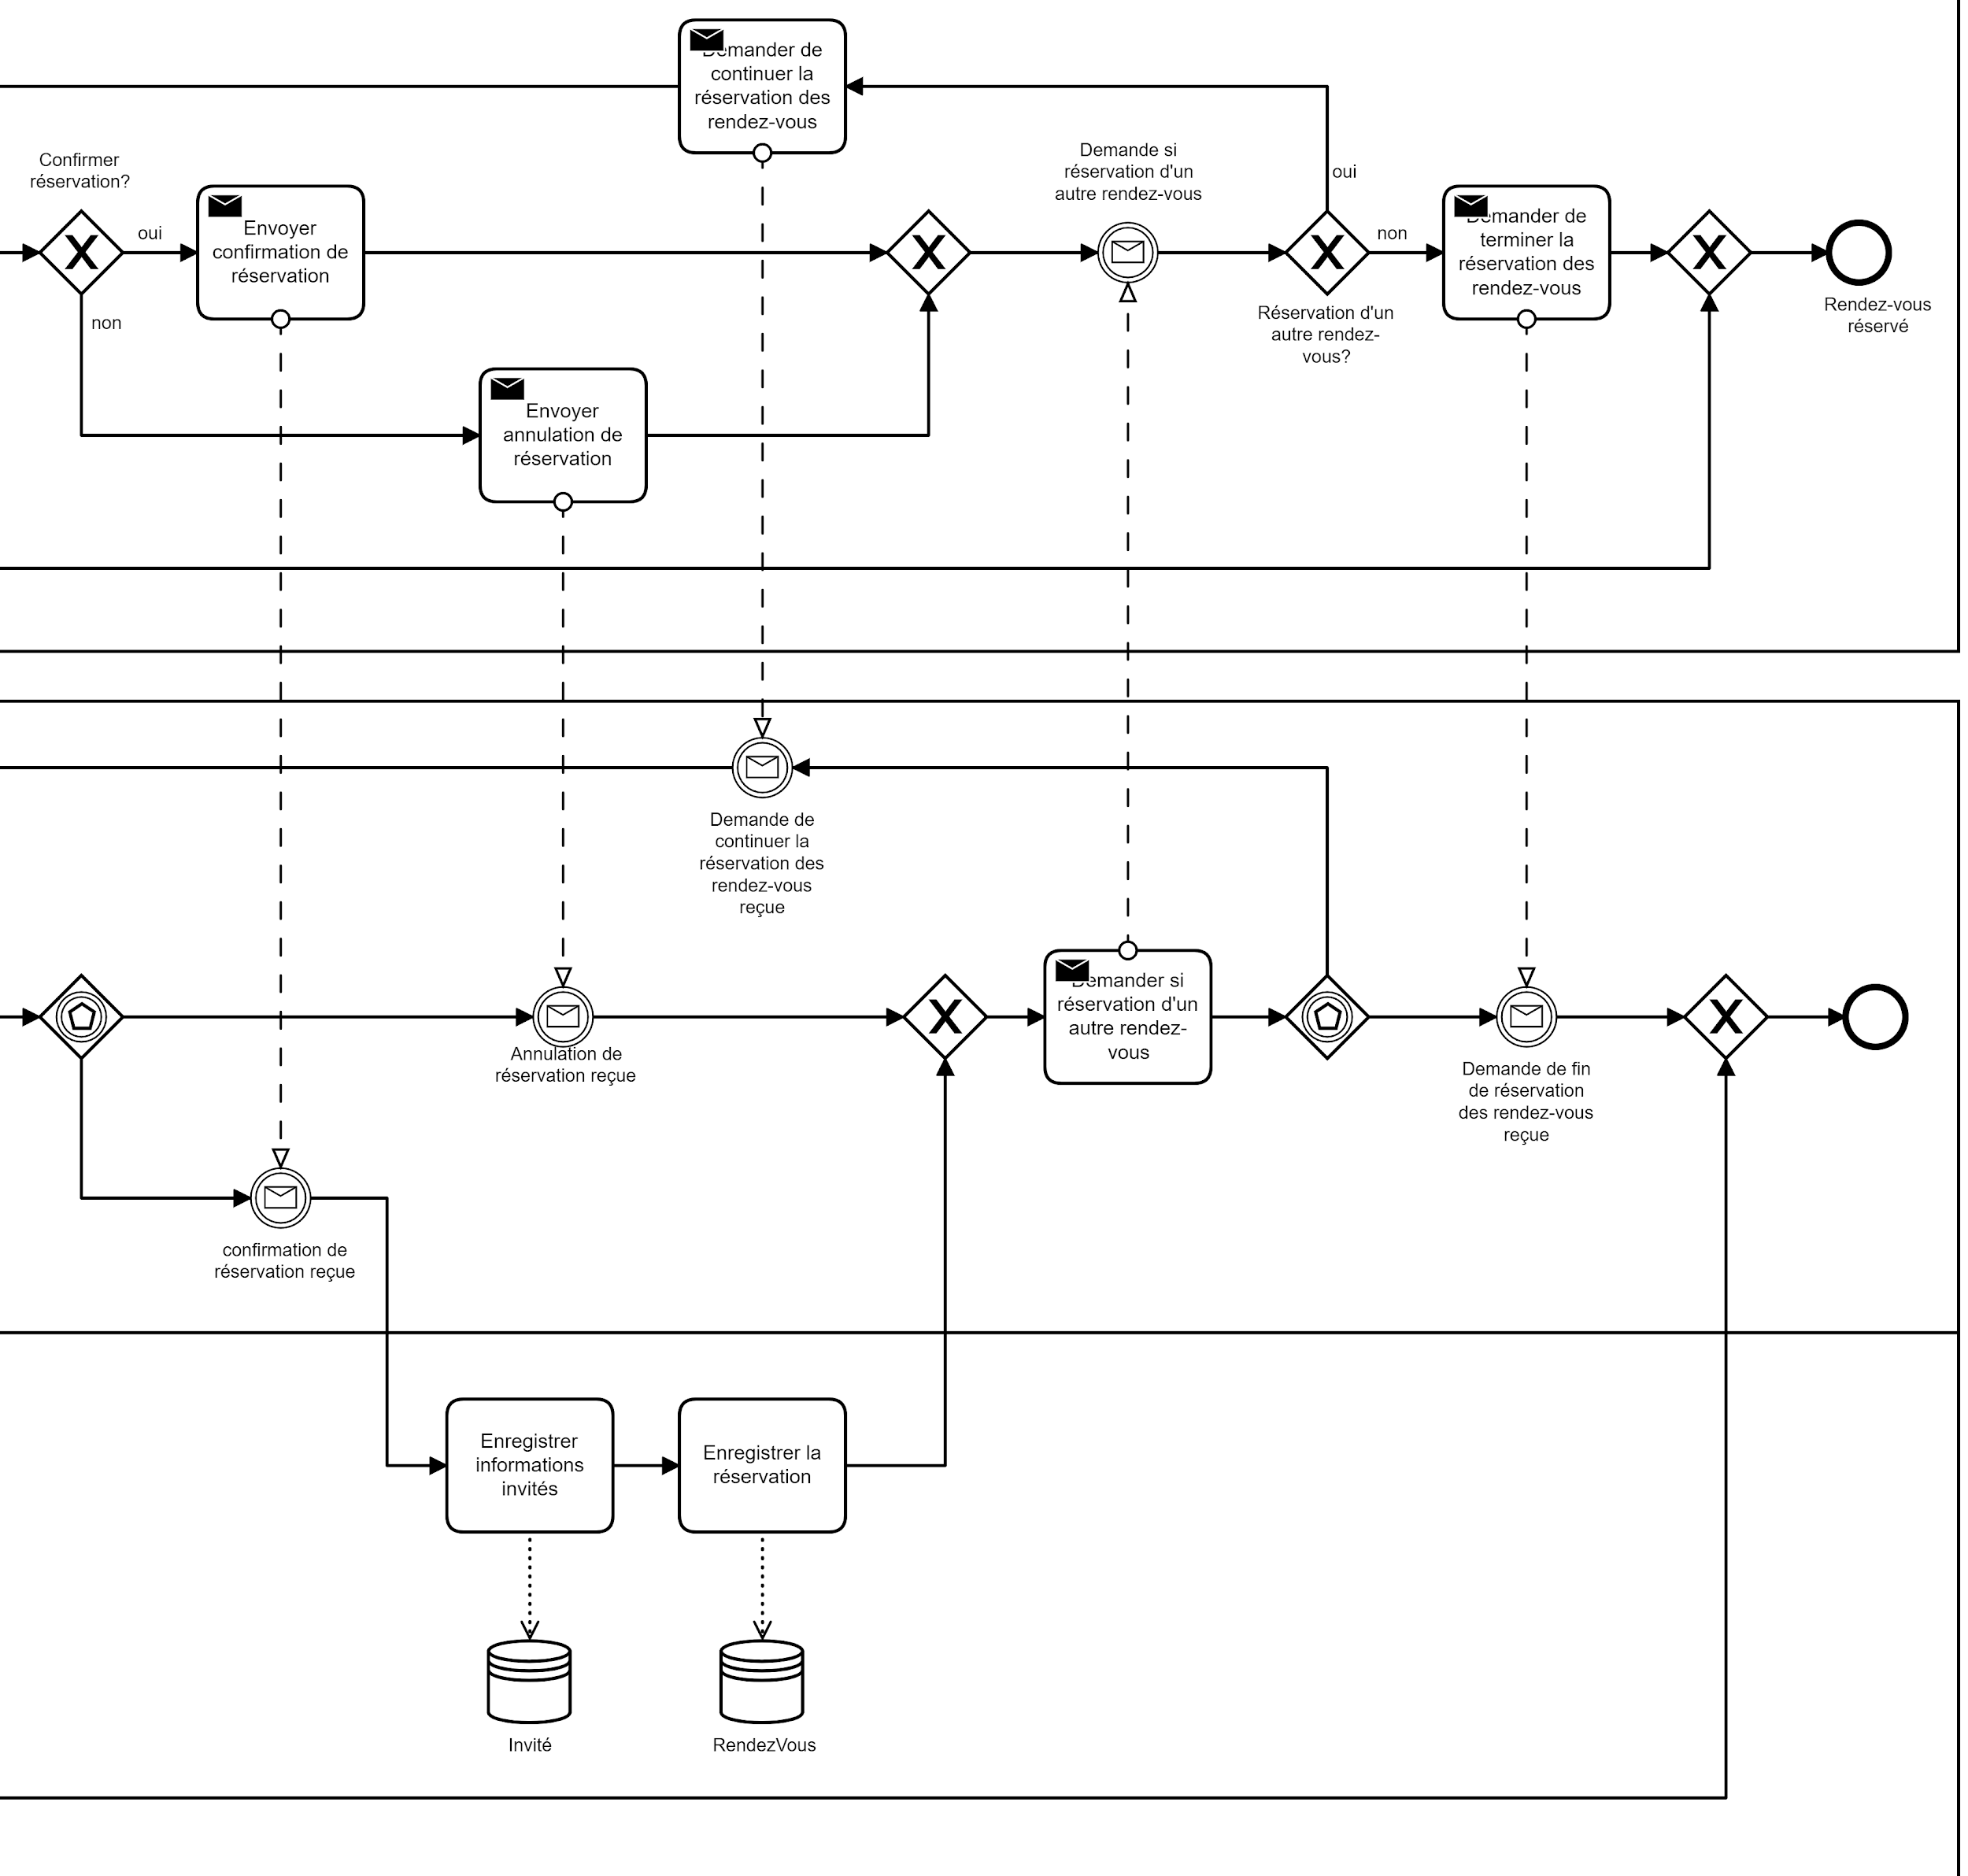 Demander de
continuer la
réservation des
rendez-vous
Confirmer
réservation?
oui
non
Envoyer
confirmation de
réservation
Envoyer
annulation de
réservation
Demande si
réservation d'un
autre rendez-vous
oui
non
Réservation d'un
autre rendez-
vous?
Demander de
terminer la
réservation des
rendez-vous
Rendez-vous
réservé
Demande de
continuer la
réservation des
rendez-vous
reçue
Annulation de
réservation reçue
Demander si
réservation d'un
autre rendez-
vous
Demande de fin
de réservation
des rendez-vous
reçue
confirmation de
réservation reçue
Enregistrer
informations
invités
Enregistrer la
réservation
Invité
RendezVous